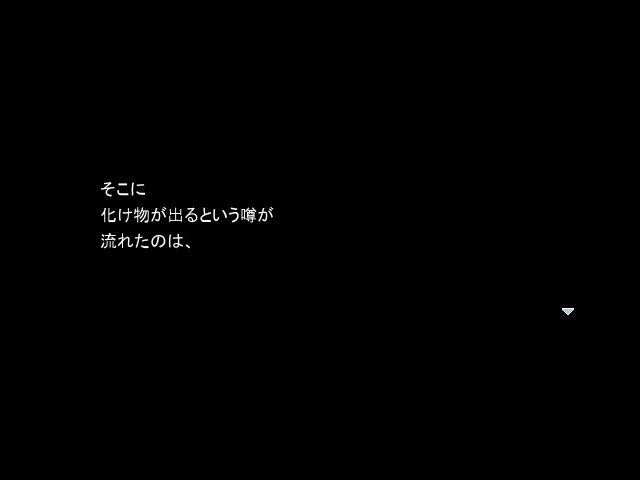 そこに
化け物が出るという噂が
流れたのは、